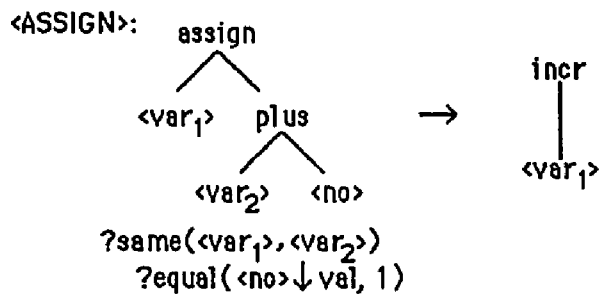 <ASSIGN>: assign
incr
<var₁> plus →
<var₁>
<var₂> <no>
?same(<var₁>,<var₂>)
?equal(<no>↓val, 1)